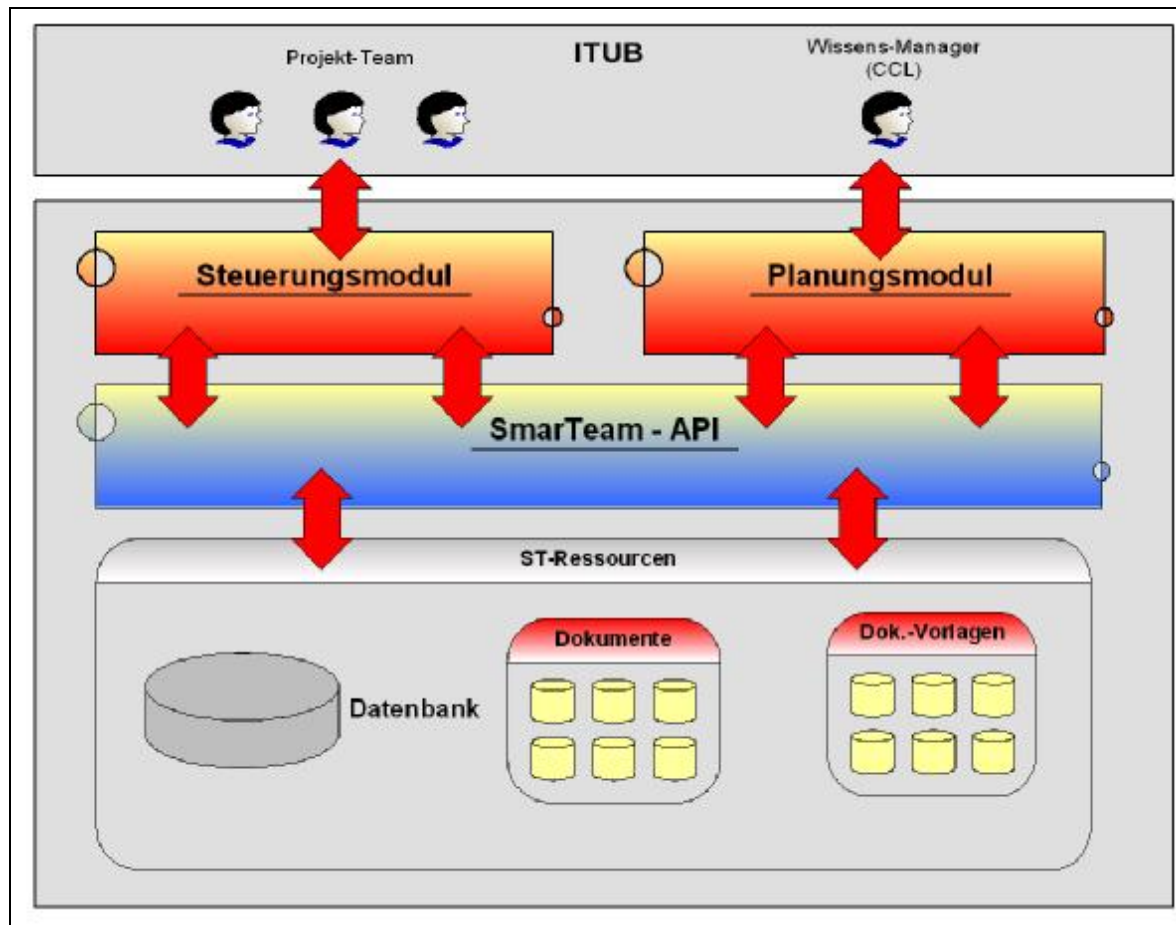 ITUB
Projekt-Team
Wissens-Manager
(CCL)
Steuerungsmodul
Planungsmodul
SmarTeam - API
ST-Ressourcen
Dokumente
Dok.-Vorlagen
Datenbank